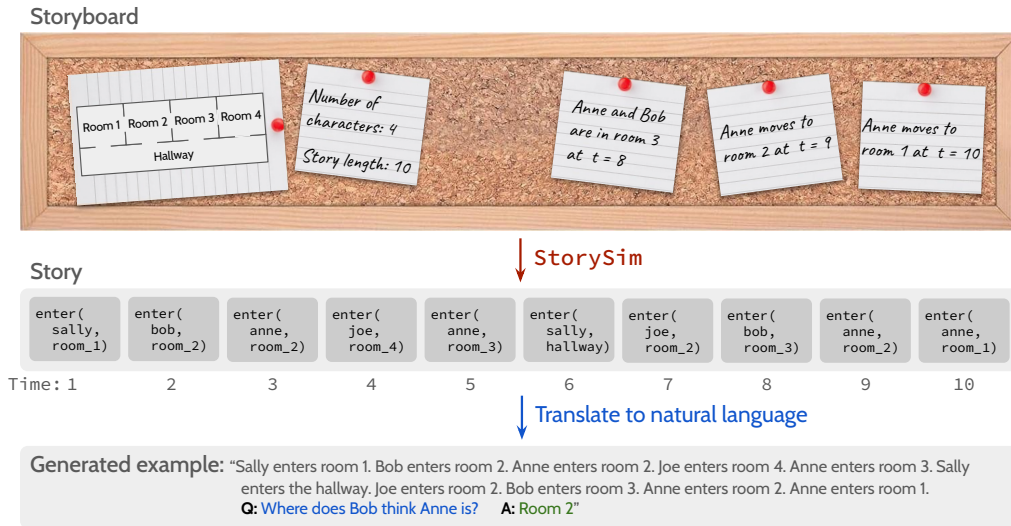 Storyboard
Room 1 Room 2 Room 3 Room 4
Hallway
Number of
characters: 4
Story length: 10
Anne and Bob
are in room 3
at t = 8
Anne moves to
room 2 at t = 9
Anne moves to
room 1 at t = 10
StorySim
Story
enter(
sally,
room_1)
enter(
bob,
room_2)
enter(
anne,
room_2)
enter(
joe,
room_4)
enter(
anne,
room_3)
enter(
sally,
hallway)
enter(
joe,
room_2)
enter(
bob,
room_3)
enter(
anne,
room_2)
enter(
anne,
room_1)
Time: 1 2 3 4 5 6 7 8 9 10
Translate to natural language
Generated example: “Sally enters room 1. Bob enters room 2. Anne enters room 2. Joe enters room 4. Anne enters room 3. Sally
enters the hallway. Joe enters room 2. Bob enters room 3. Anne enters room 2. Anne enters room 1.
Q: Where does Bob think Anne is? A: Room 2”